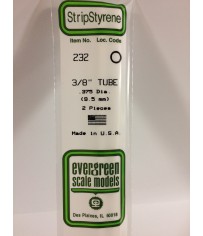 StripStyrene
Item No. Loc. Code
232
3/8" TUBE
.375 Dia.
(9.5 mm)
2 Pieces
Made in U.S.A.
evergreen
scale models
Des Plaines, IL 60018